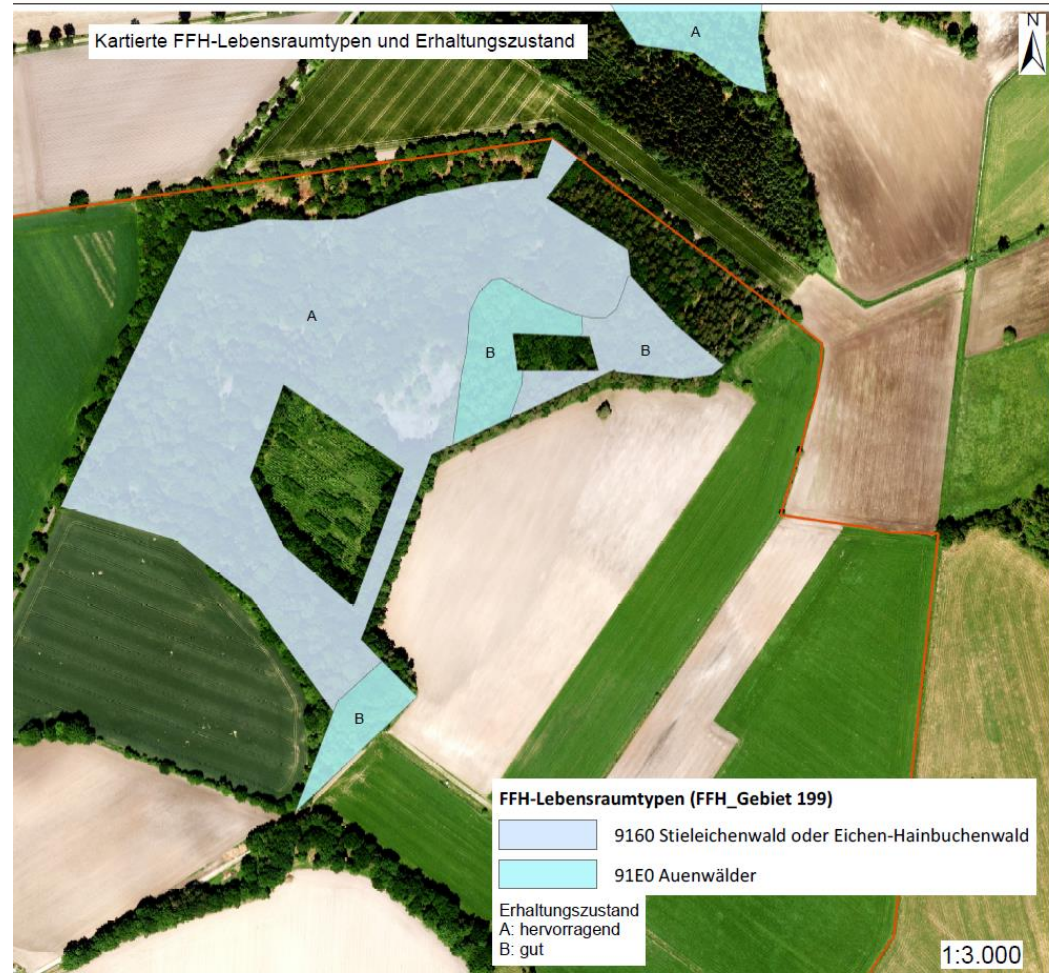 Kartierte FFH-Lebensraumtypen und Erhaltungszustand
N
A
A
B
B
B
FFH-Lebensraumtypen (FFH_Gebiet 199)
9160 Stieleichenwald oder Eichen-Hainbuchenwald
91E0 Auenwälder
Erhaltungszustand
A: hervorragend
B: gut
1:3.000